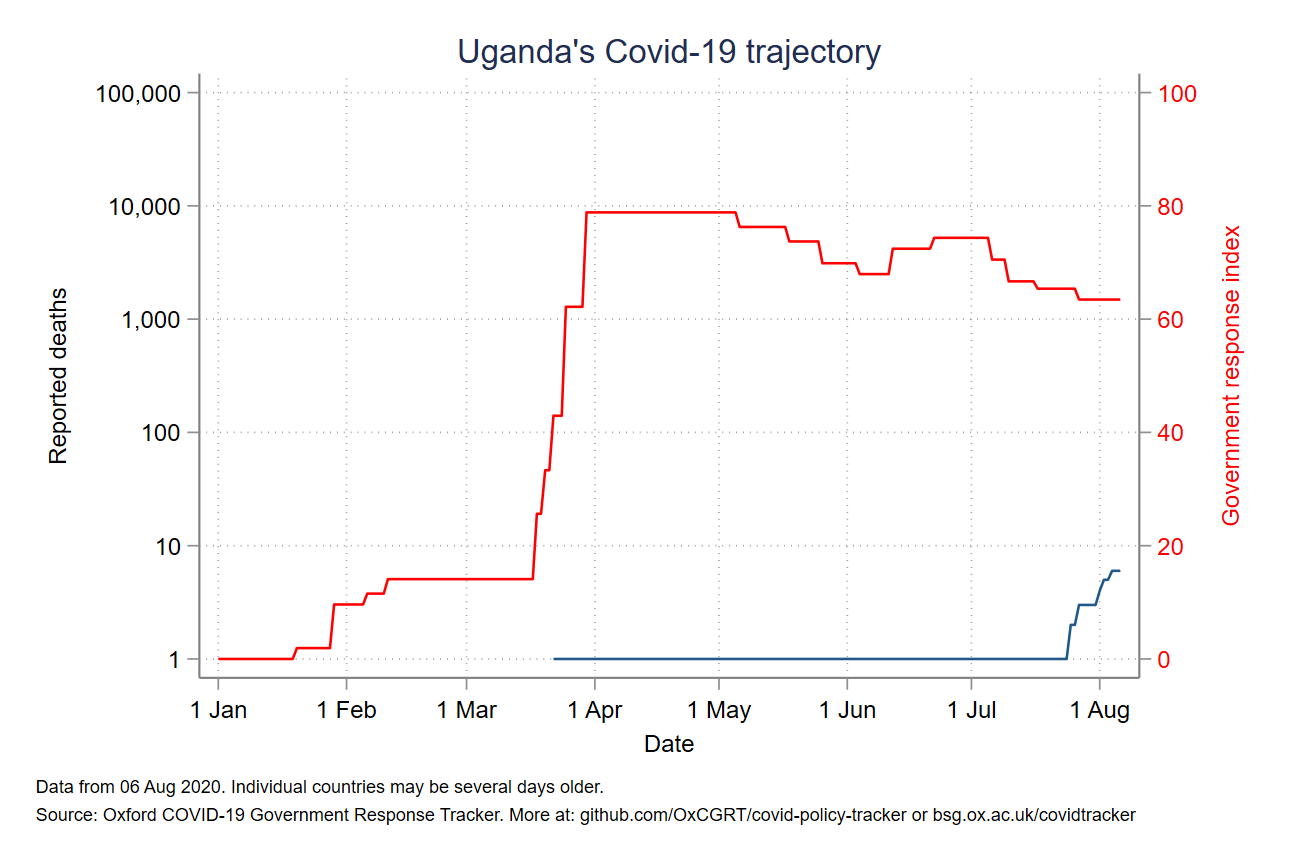 Uganda's Covid-19 trajectory
100,000
10,000
1,000
100
10
1
Reported deaths
100
80
60
40
20
0
Government response index
1 Jan 1 Feb 1 Mar 1 Apr 1 May 1 Jun 1 Jul 1 Aug
Date
Data from 06 Aug 2020. Individual countries may be several days older.
Source: Oxford COVID-19 Government Response Tracker. More at: github.com/OxCGRT/covid-policy-tracker or bsg.ox.ac.uk/covidtracker